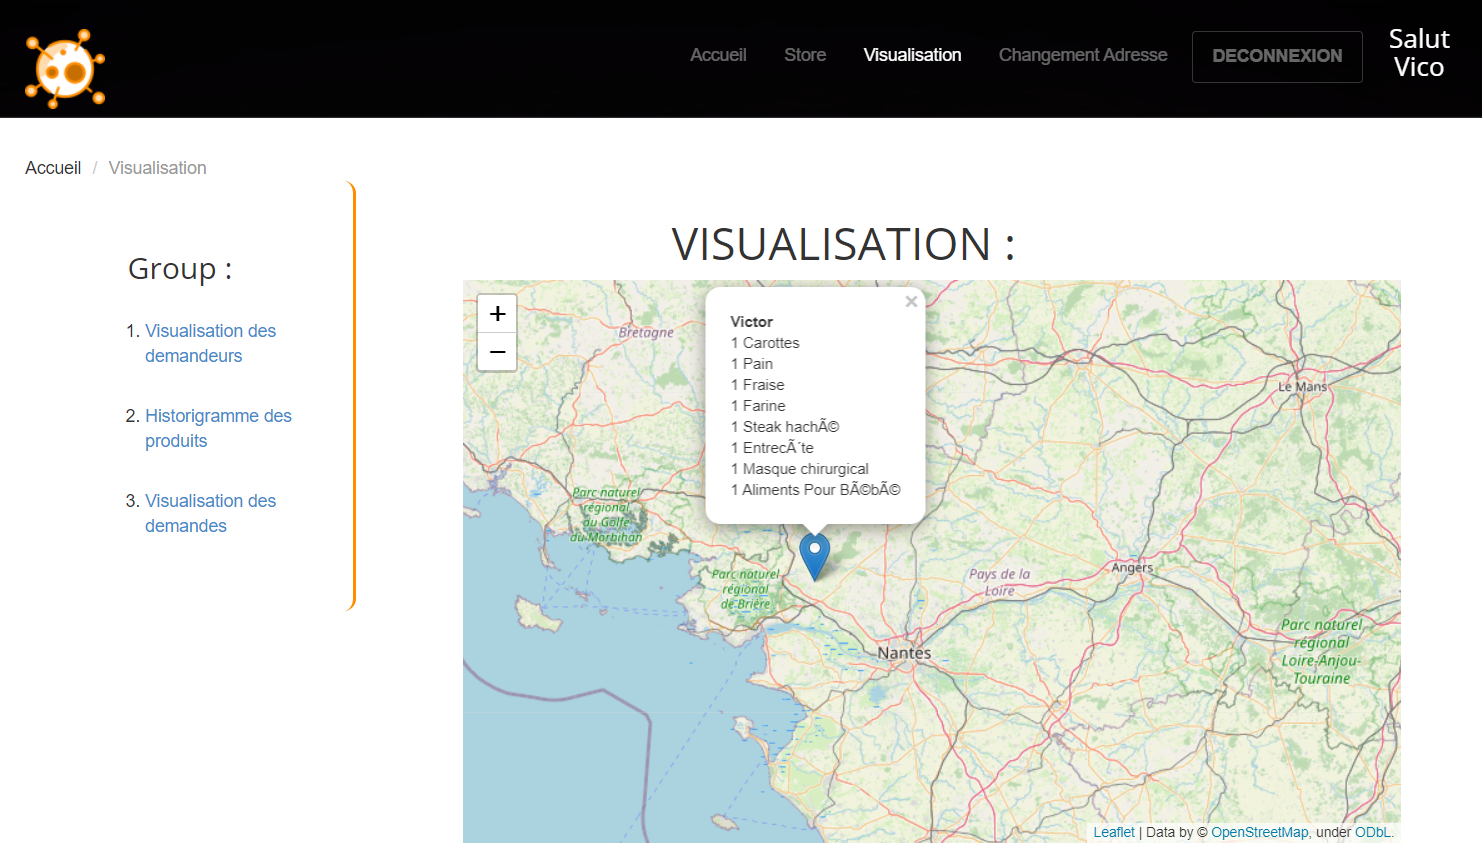 Accueil
Store
Visualisation
Changement Adresse
DECONNEXION
Salut
Vico
Accueil / Visualisation
Group :
1. Visualisation des
demandeurs
2. Historigramme des
produits
3. Visualisation des
demandes
VISUALISATION :
+
−
×
Victor
1 Carottes
1 Pain
1 Fraise
1 Farine
1 Steak hachÃ©
1 EntrecÃ´te
1 Masque chirurgical
1 Aliments Pour BÃ©bÃ©
Bretagne
Le Mans
Parc naturel
régional
du Golfe
du Morbihan
Parc naturel
régional
de Brière
Pays de la
Loire
Angers
Nantes
Parc naturel
régional
Loire-Anjou-
Touraine
Leaflet | Data by © OpenStreetMap, under ODbL.